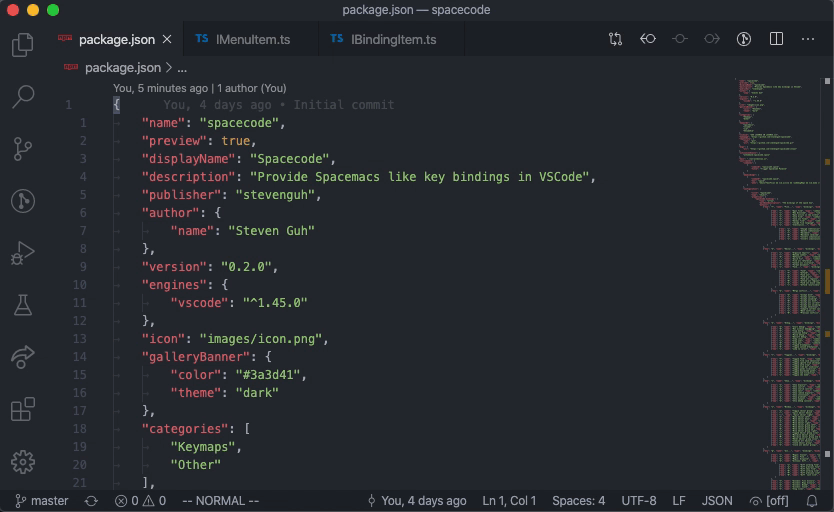 package.json — spacecode
package.json
TS IMenuItem.ts
TS IBindingItem.ts
package.json > ...
You, 5 minutes ago | 1 author (You)
1 { You, 4 days ago • Initial commit
1 "name": "spacecode",
2 "preview": true,
3 "displayName": "Spacecode",
4 "description": "Provide Spacemacs like key bindings in VSCode",
5 "publisher": "stevenguh",
6 "author": {
7 "name": "Steven Guh"
8 },
9 "version": "0.2.0",
10 "engines": {
11 "vscode": "^1.45.0"
12 },
13 "icon": "images/icon.png",
14 "galleryBanner": {
15 "color": "#3a3d41",
16 "theme": "dark"
17 },
18 "categories": [
19 "Keymaps",
20 "Other"
21 ],
master 0 0 -- NORMAL -- You, 4 days ago Ln 1, Col 1 Spaces: 4 UTF-8 LF JSON [off]